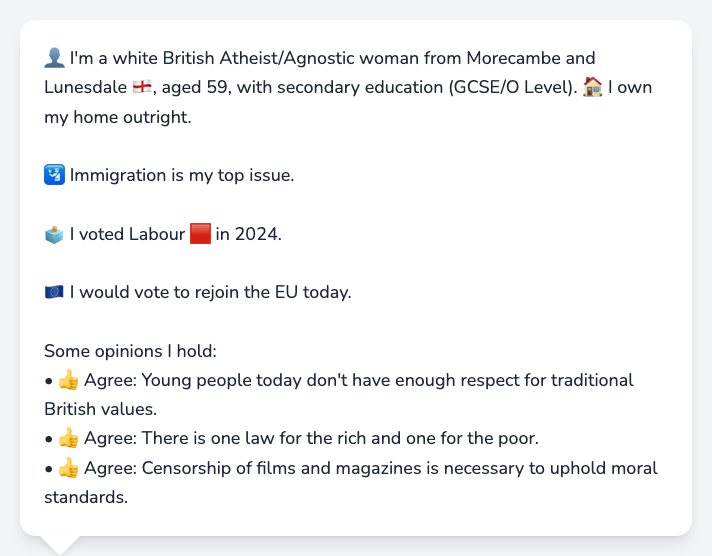 👤 I'm a white British Atheist/Agnostic woman from Morecambe and
Lunesdale 🏴󠁧󠁢󠁥󠁮󠁧󠁿, aged 59, with secondary education (GCSE/O Level). 🏠 I own
my home outright.
🛂 Immigration is my top issue.
🗳️ I voted Labour 🟥 in 2024.
🇪🇺 I would vote to rejoin the EU today.
Some opinions I hold:
• 👍 Agree: Young people today don't have enough respect for traditional
British values.
• 👍 Agree: There is one law for the rich and one for the poor.
• 👍 Agree: Censorship of films and magazines is necessary to uphold moral
standards.